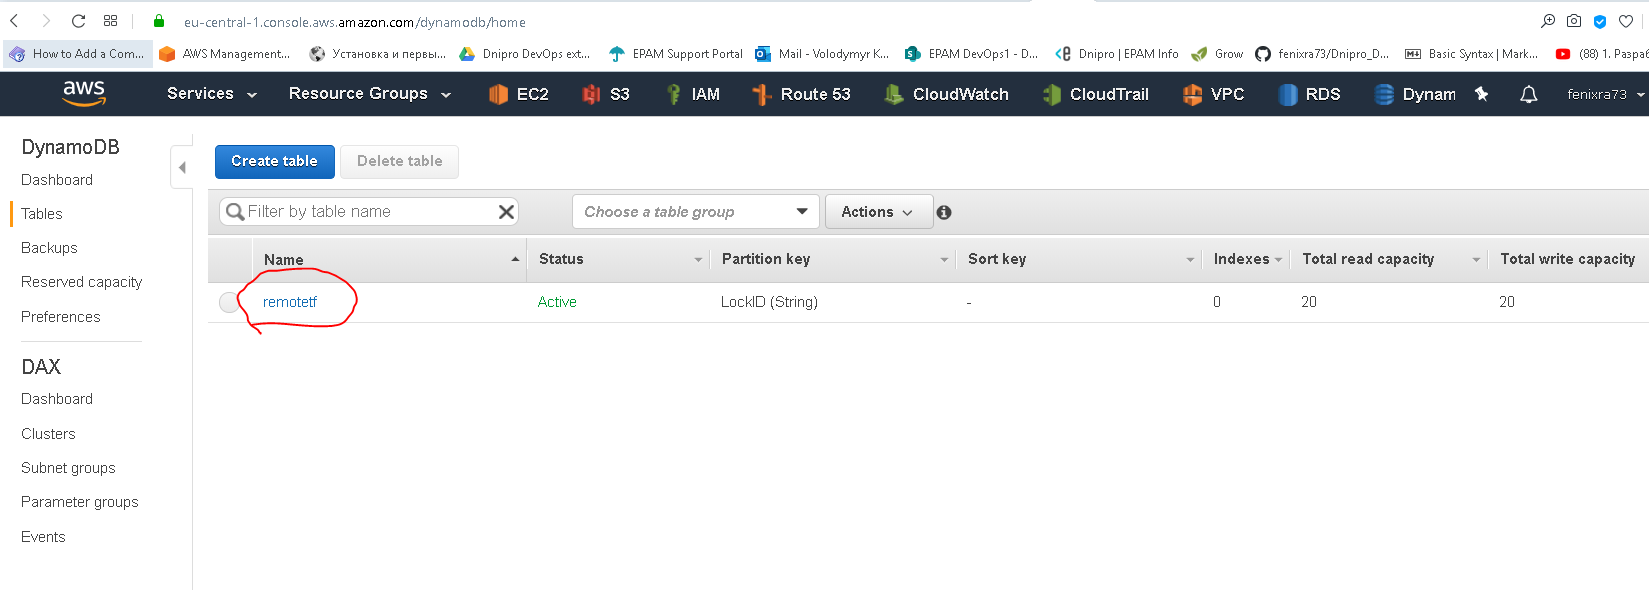 eu-central-1.console.aws.amazon.com/dynamodb/home
How to Add a Com... AWS Management... Установка и первы... Dnipro DevOps ext... EPAM Support Portal Mail - Volodymyr K... EPAM DevOps1 - D... Dnipro | EPAM Info Grow fenixra73/Dnipro_D... Basic Syntax | Mark... (88) 1. Разраб
aws Services Resource Groups EC2 S3 IAM Route 53 CloudWatch CloudTrail VPC RDS Dynam fenixra73
DynamoDB
Dashboard
Tables
Backups
Reserved capacity
Preferences
DAX
Dashboard
Clusters
Subnet groups
Parameter groups
Events
Create table Delete table
Filter by table name Choose a table group Actions
Name Status Partition key Sort key Indexes Total read capacity Total write capacity
remotetf Active LockID (String) - 0 20 20